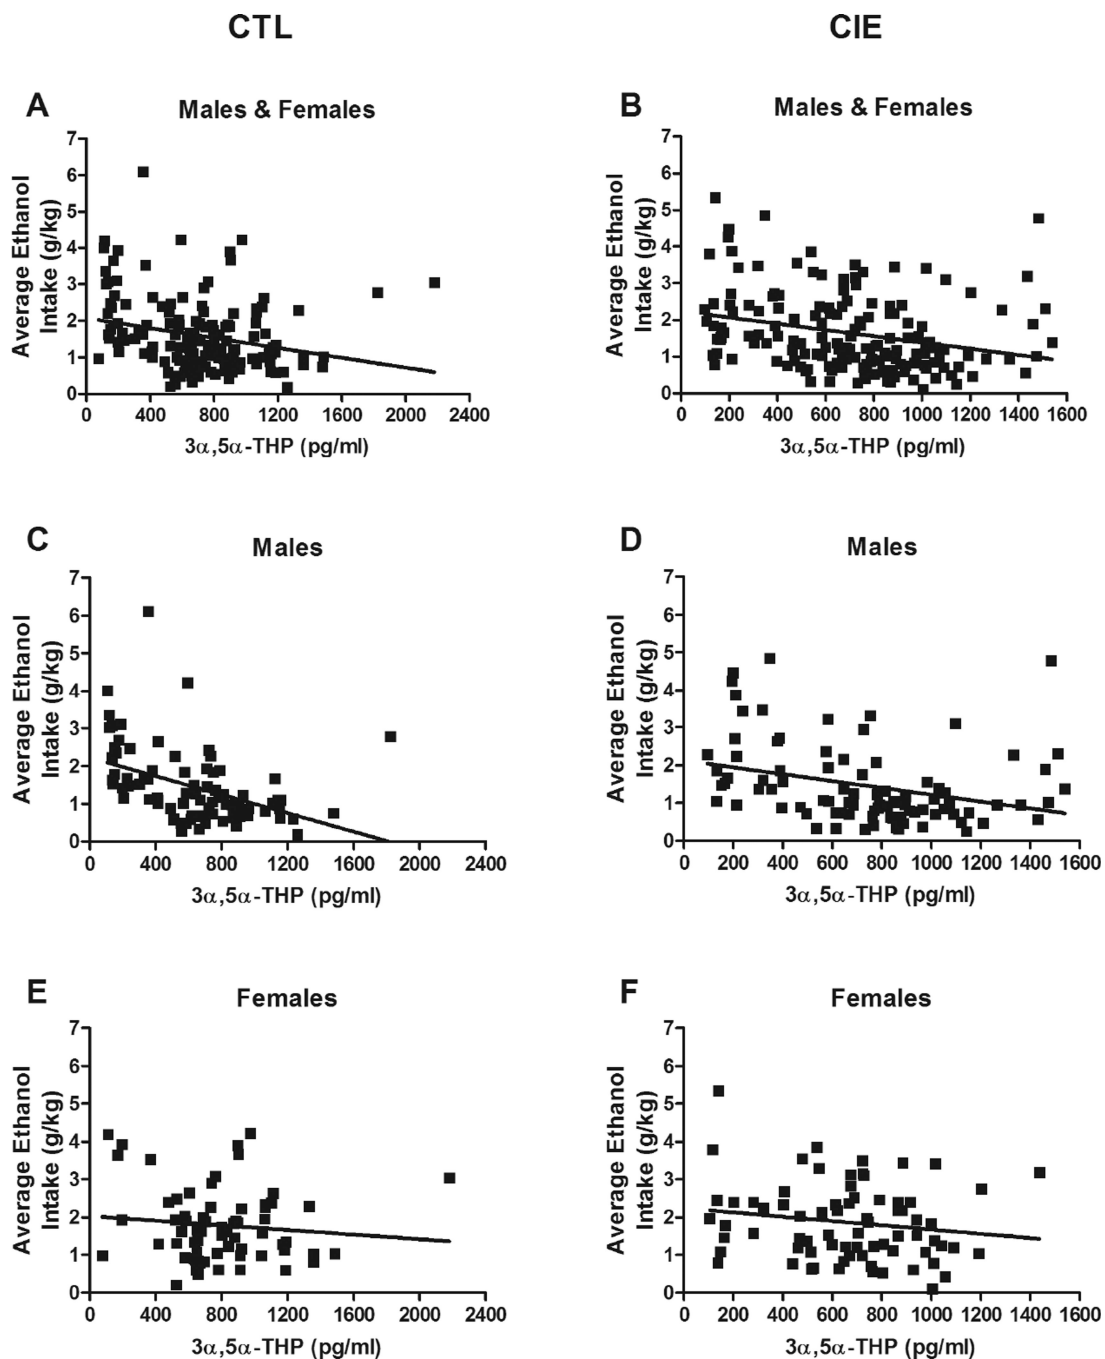 CTL
CIE
A
Males & Females
Average Ethanol
Intake (g/kg)
7
6
5
4
3
2
1
0
0 400 800 1200 1600 2000 2400
3α,5α-THP (pg/ml)
B
Males & Females
Average Ethanol
Intake (g/kg)
7
6
5
4
3
2
1
0
0 200 400 600 800 1000 1200 1400 1600
3α,5α-THP (pg/ml)
C
Males
Average Ethanol
Intake (g/kg)
7
6
5
4
3
2
1
0
0 400 800 1200 1600 2000 2400
3α,5α-THP (pg/ml)
D
Males
Average Ethanol
Intake (g/kg)
7
6
5
4
3
2
1
0
0 200 400 600 800 1000 1200 1400 1600
3α,5α-THP (pg/ml)
E
Females
Average Ethanol
Intake (g/kg)
7
6
5
4
3
2
1
0
0 400 800 1200 1600 2000 2400
3α,5α-THP (pg/ml)
F
Females
Average Ethanol
Intake (g/kg)
7
6
5
4
3
2
1
0
0 200 400 600 800 1000 1200 1400 1600
3α,5α-THP (pg/ml)